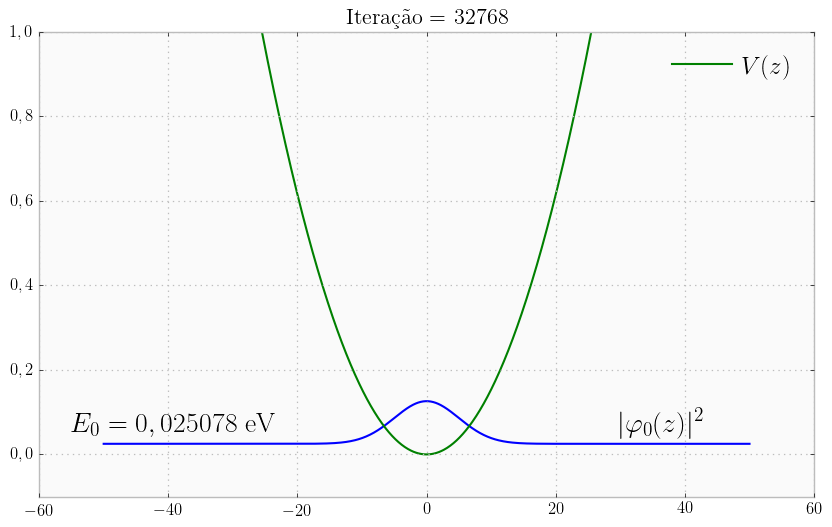 Iteração = 32768
1,0
0,8
0,6
0,4
0,2
0,0
V(z)
E₀ = 0,025078 eV
|φ₀(z)|²
−60 −40 −20 0 20 40 60